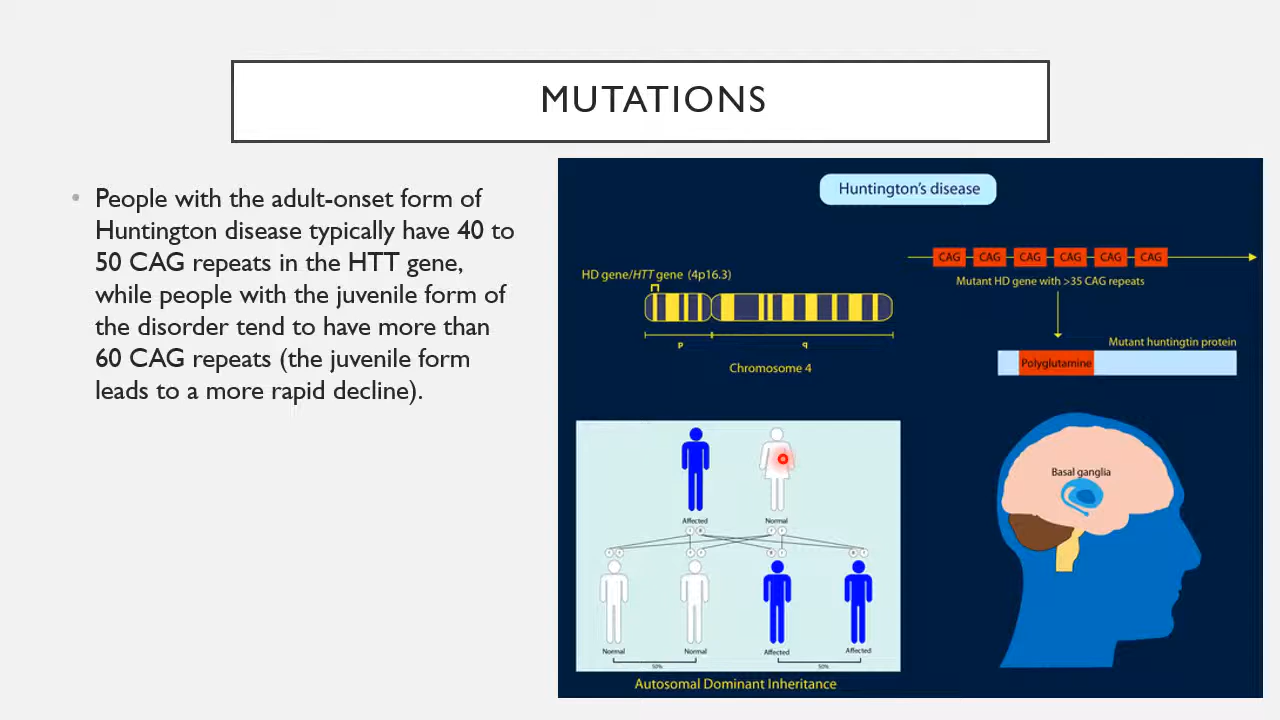 MUTATIONS
People with the adult-onset form of
Huntington disease typically have 40 to
50 CAG repeats in the HTT gene,
while people with the juvenile form of
the disorder tend to have more than
60 CAG repeats (the juvenile form
leads to a more rapid decline).
Huntington's disease
HD gene/HTT gene (4p16.3)
p
q
Chromosome 4
CAG CAG CAG CAG CAG CAG
Mutant HD gene with >35 CAG repeats
Mutant huntingtin protein
Polyglutamine
Affected
Normal
Normal
Normal
Affected
Affected
50%
50%
Autosomal Dominant Inheritance
Basal ganglia